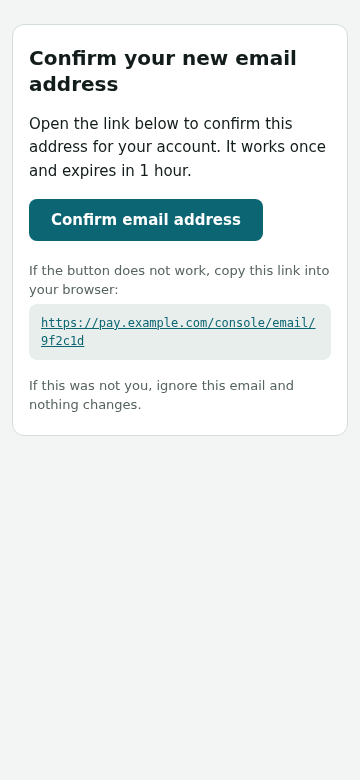 Confirm your new email
address
Open the link below to confirm this
address for your account. It works once
and expires in 1 hour.
Confirm email address
If the button does not work, copy this link into
your browser:
https://pay.example.com/console/email/
9f2c1d
If this was not you, ignore this email and
nothing changes.